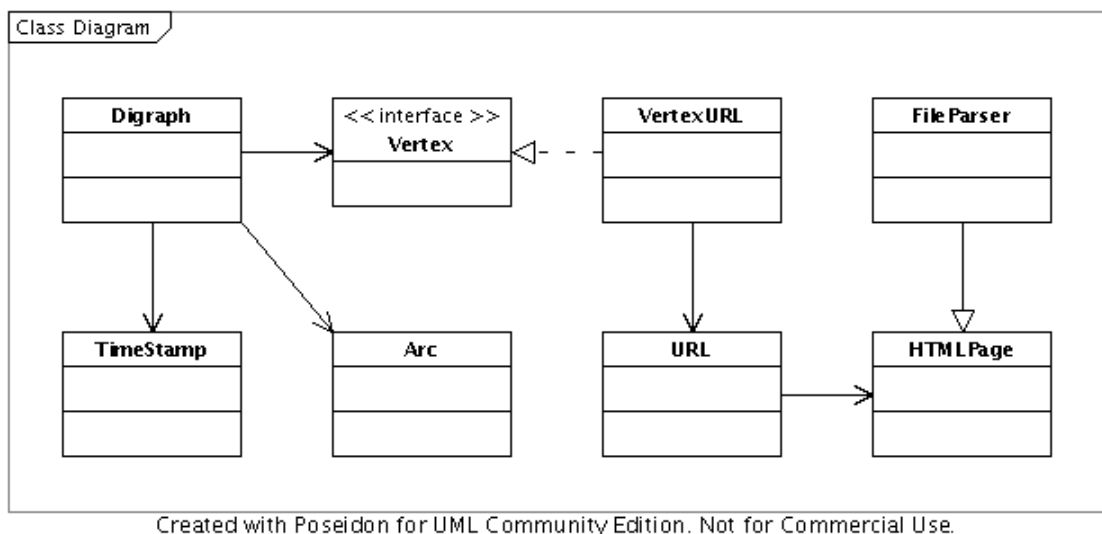 Class Diagram
Digraph
<< interface >>
Vertex
VertexURL
FileParser
TimeStamp
Arc
URL
HTMLPage
Created with Poseidon for UML Community Edition. Not for Commercial Use.